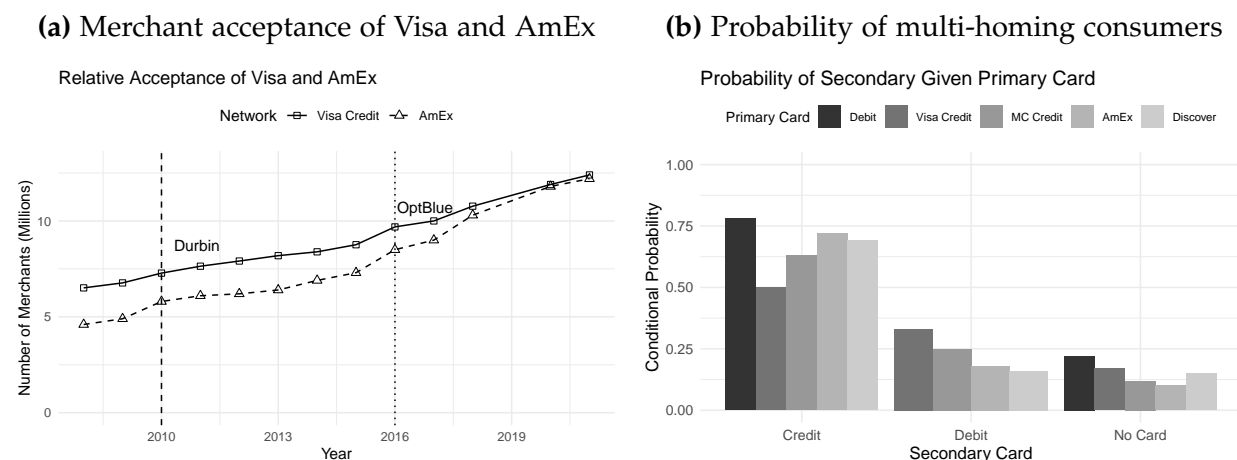 (a) Merchant acceptance of Visa and AmEx
Relative Acceptance of Visa and AmEx
Network Visa Credit AmEx
Number of Merchants (Millions)
10
5
0
Durbin
OptBlue
2010 2013 2016 2019
Year
(b) Probability of multi-homing consumers
Probability of Secondary Given Primary Card
Primary Card Debit Visa Credit MC Credit AmEx Discover
Conditional Probability
1.00
0.75
0.50
0.25
0.00
Credit Debit No Card
Secondary Card